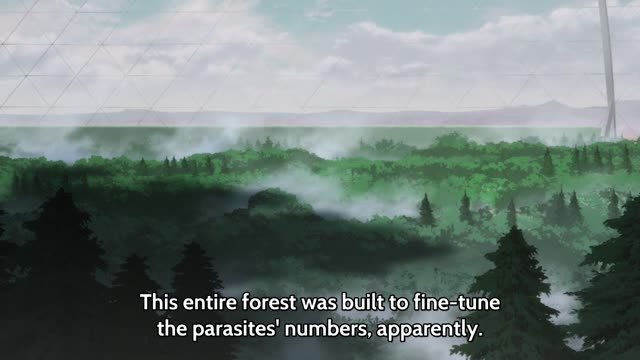 This entire forest was built to fine-tune
the parasites' numbers, apparently.